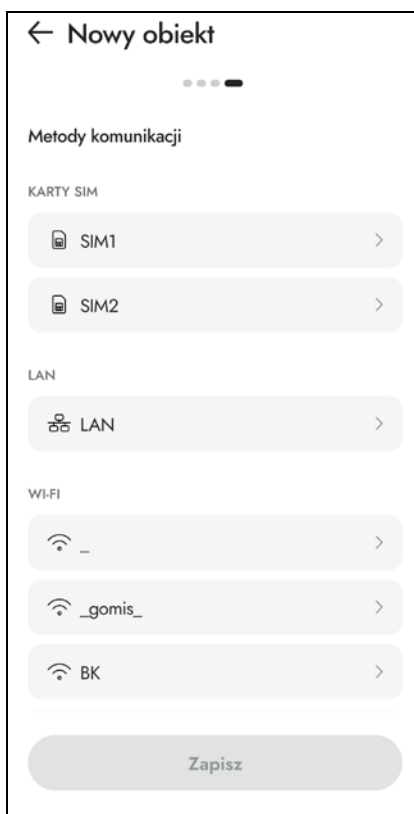 Nowy obiekt
Metody komunikacji
KARTY SIM
SIM1
SIM2
LAN
LAN
WI-FI
_
_gomis_
BK
Zapisz